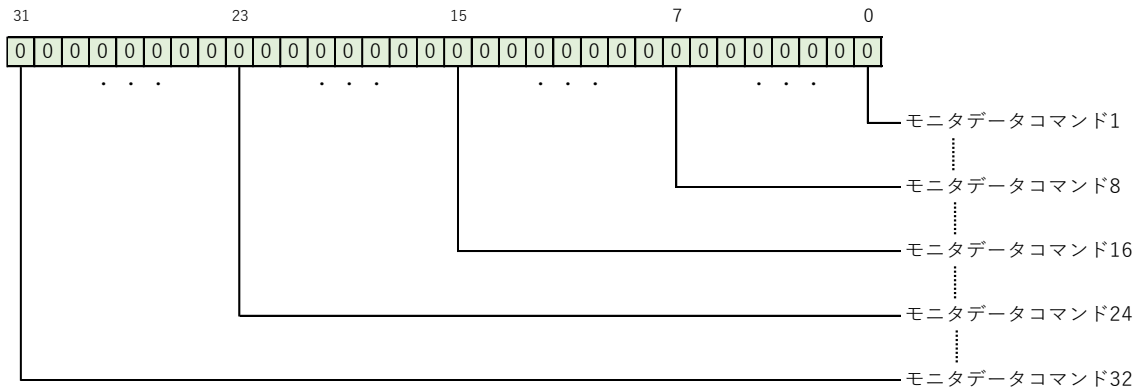 31 23 15 7 0
0 0 0 0 0 0 0 0 0 0 0 0 0 0 0 0 0 0 0 0 0 0 0 0 0 0 0 0 0 0 0 0
・・・ ・・・ ・・・ ・・・
モニタデータコマンド1
モニタデータコマンド8
モニタデータコマンド16
モニタデータコマンド24
モニタデータコマンド32